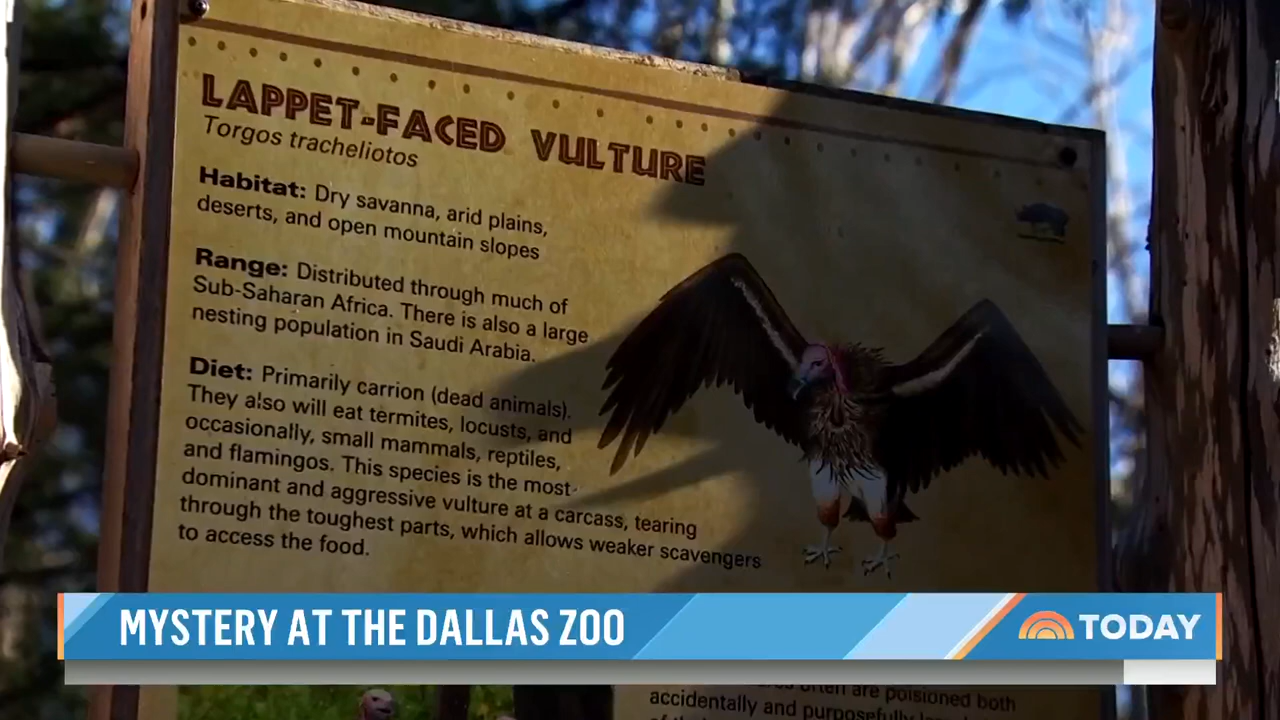 LAPPET-FACED VULTURE
Torgos tracheliotos
Habitat: Dry savanna, arid plains,
deserts, and open mountain slopes
Range: Distributed through much of
Sub-Saharan Africa. There is also a large
nesting population in Saudi Arabia.
Diet: Primarily carrion (dead animals).
They also will eat termites, locusts, and
occasionally, small mammals, reptiles,
and flamingos. This species is the most
dominant and aggressive vulture at a carcass, tearing
through the toughest parts, which allows weaker scavengers
to access the food.
MYSTERY AT THE DALLAS ZOO
TODAY
often are poisioned both
accidentally and purposefully